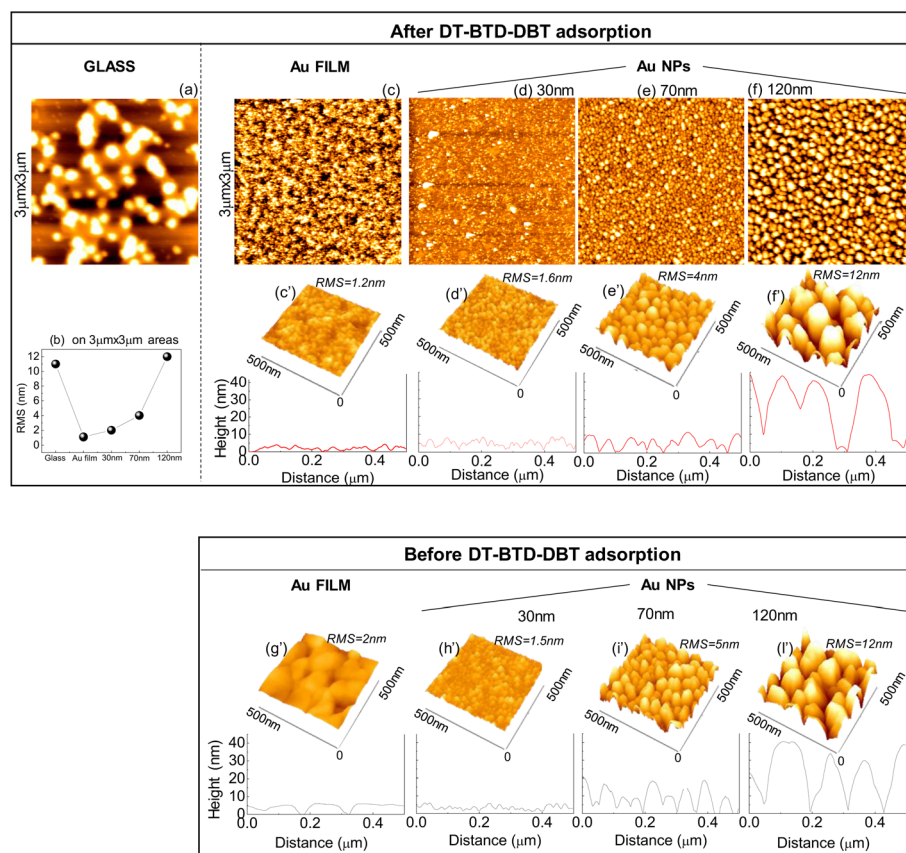 After DT-BTD-DBT adsorption
GLASS
Au FILM
Au NPs
(a)
(c)
(d) 30nm
(e) 70nm
(f) 120nm
3μmx3μm
3μmx3μm
RMS=1.2nm
RMS=1.6nm
RMS=4nm
RMS=12nm
(c')
(d')
(e')
(f')
500nm
500nm
0
500nm
500nm
0
500nm
500nm
0
500nm
500nm
0
(b) on 3μmx3μm areas
RMS (nm)
12
10
8
6
4
2
0
Glass Au film 30nm 70nm 120nm
Height (nm)
40
30
20
10
0
0.0 0.2 0.4
0.0 0.2 0.4
0.0 0.2 0.4
0.0 0.2 0.4
Distance (μm)
Distance (μm)
Distance (μm)
Distance (μm)
Before DT-BTD-DBT adsorption
Au FILM
Au NPs
30nm
70nm
120nm
(g')
RMS=2nm
(h')
RMS=1.5nm
(i')
RMS=5nm
(l')
RMS=12nm
500nm
500nm
0
500nm
500nm
0
500nm
500nm
0
500nm
500nm
0
Height (nm)
40
30
20
10
0
0.0 0.2 0.4
0.0 0.2 0.4
0.0 0.2 0.4
0.0 0.2 0.4
Distance (μm)
Distance (μm)
Distance (μm)
Distance (μm)